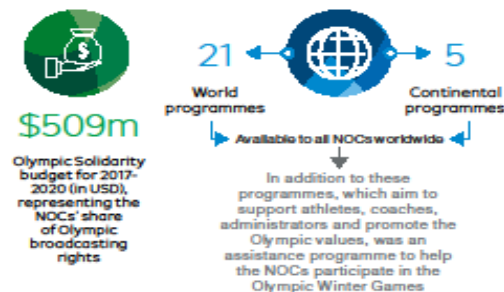 $
$509m
Olympic Solidarity
budget for 2017-
2020 (in USD),
representing the
NOCs' share
of Olympic
broadcasting
rights
21
World
programmes
5
Continental
programmes
Available to all NOCs worldwide
In addition to these
programmes, which aim to
support athletes, coaches,
administrators and promote the
Olympic values, was an
assistance programme to help
the NOCs participate in the
Olympic Winter Games